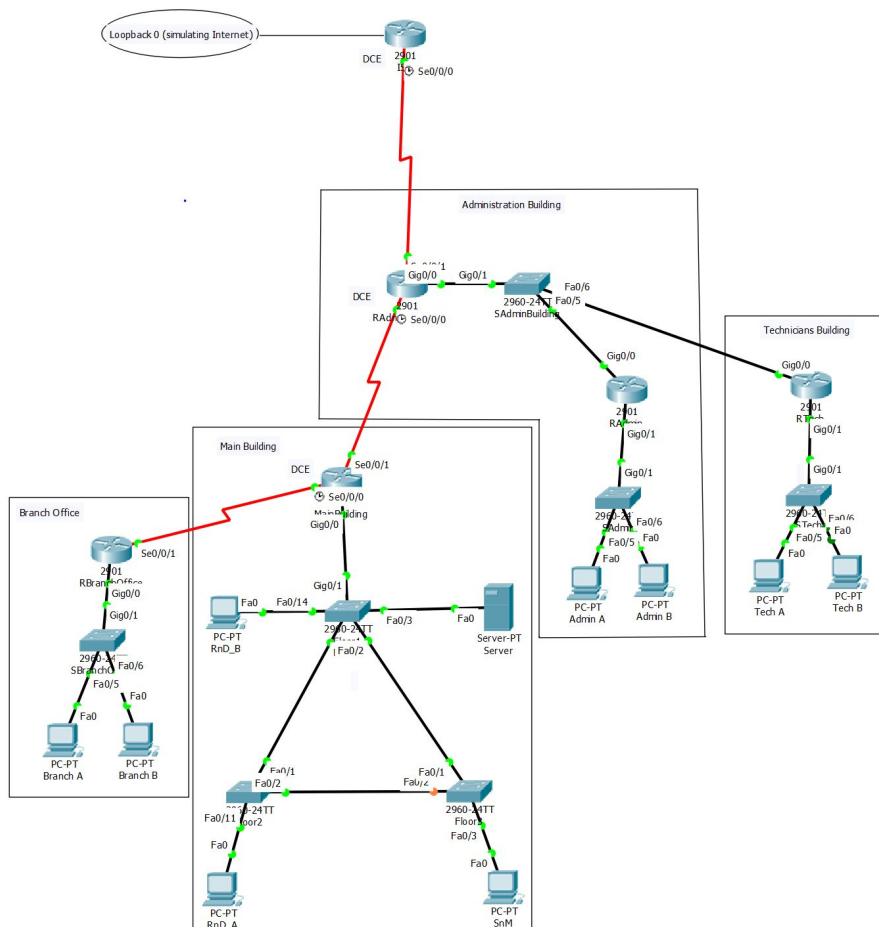 Loopback 0 (simulating Internet)
DCE
2901
Se0/0/0
Administration Building
Gig0/0
Gig0/1
DCE
2901
Se0/0/0
2960-24TT
SAdminBuilding
Fa0/6
Fa0/5
Technicians Building
Gig0/0
2901
Gig0/1
Gig0/1
Gig0/0
2901
Gig0/1
Gig0/1
Fa0/6
Fa0/5
Fa0
Fa0
PC-PT
Admin A
PC-PT
Admin B
Fa0/6
Fa0/5
Fa0
Fa0
PC-PT
Tech A
PC-PT
Tech B
Main Building
DCE
Se0/0/1
Se0/0/0
MainBuilding
Gig0/0
Gig0/1
Fa0
Fa0/14
PC-PT
RnD_B
2960-24TT
Fa0/2
Fa0/3
Fa0
Server-PT
Server
Branch Office
Se0/0/1
2901
RBranchOffice
Gig0/0
Gig0/1
Fa0/6
Fa0/5
Fa0
Fa0
PC-PT
Branch A
PC-PT
Branch B
Fa0/1
Fa0/2
Fa0/11
Fa0
PC-PT
RnD_A
Fa0/1
Fa0/2
2960-24TT
Fa0/3
Fa0
PC-PT
SnM